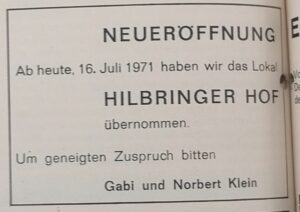 NEUERÖFFNUNG
Ab heute, 16. Juli 1971 haben wir das Lokal
HILBRINGER HOF
übernommen.
Um geneigten Zuspruch bitten
Gabi und Norbert Klein